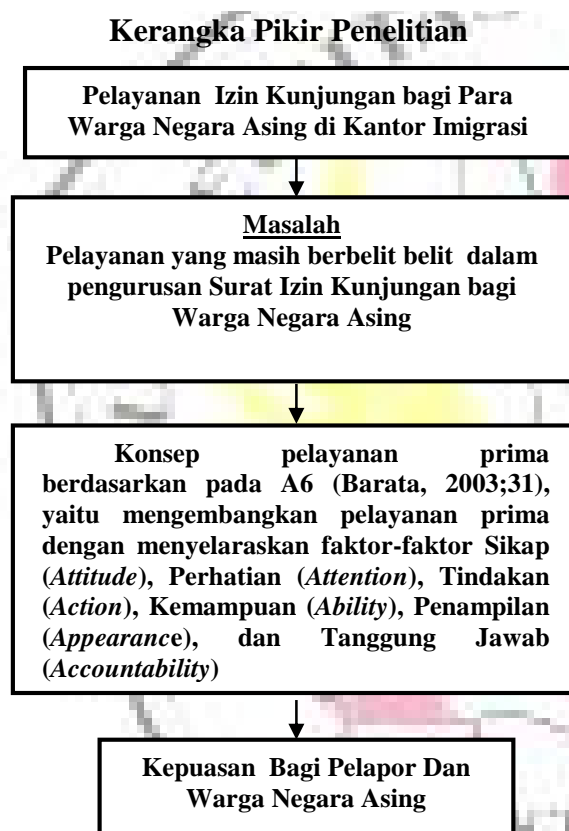 Kerangka Pikir Penelitian
Pelayanan Izin Kunjungan bagi Para
Warga Negara Asing di Kantor Imigrasi
Masalah
Pelayanan yang masih berbelit belit dalam
pengurusan Surat Izin Kunjungan bagi
Warga Negara Asing
Konsep pelayanan prima
berdasarkan pada A6 (Barata, 2003;31),
yaitu mengembangkan pelayanan prima
dengan menyelaraskan faktor-faktor Sikap
(Attitude), Perhatian (Attention), Tindakan
(Action), Kemampuan (Ability), Penampilan
(Appearance), dan Tanggung Jawab
(Accountability)
Kepuasan Bagi Pelapor Dan
Warga Negara Asing